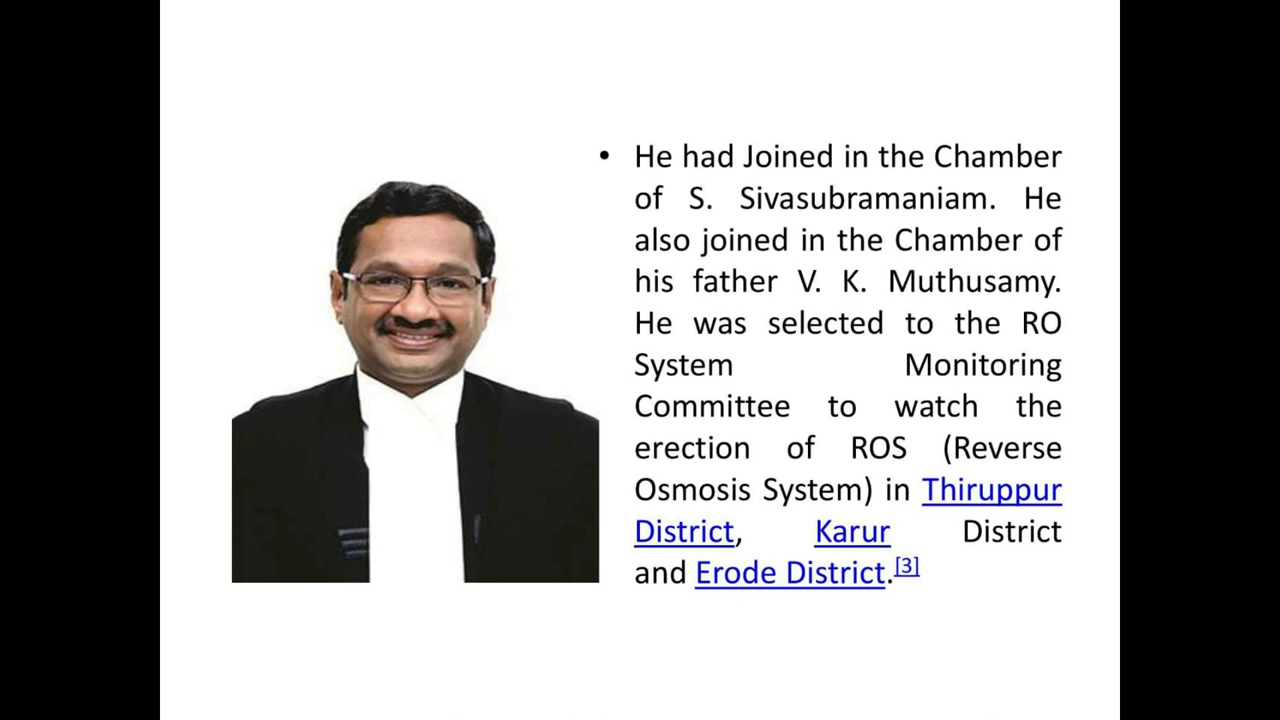 • He had Joined in the Chamber
of S. Sivasubramaniam. He
also joined in the Chamber of
his father V. K. Muthusamy.
He was selected to the RO
System Monitoring
Committee to watch the
erection of ROS (Reverse
Osmosis System) in Thiruppur
District, Karur District
and Erode District.[3]